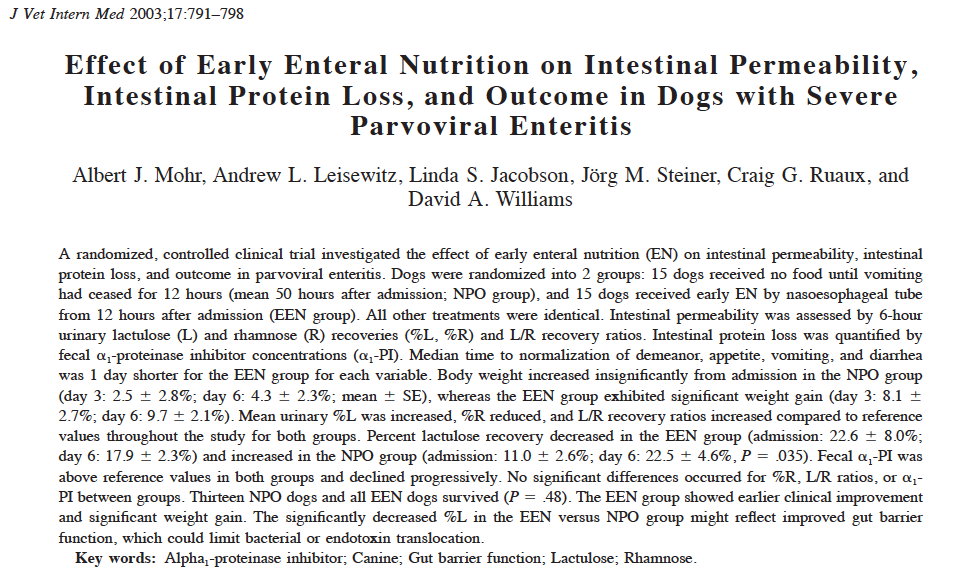 J Vet Intern Med 2003;17:791–798
Effect of Early Enteral Nutrition on Intestinal Permeability,
Intestinal Protein Loss, and Outcome in Dogs with Severe
Parvoviral Enteritis
Albert J. Mohr, Andrew L. Leisewitz, Linda S. Jacobson, Jörg M. Steiner, Craig G. Ruaux, and
David A. Williams
A randomized, controlled clinical trial investigated the effect of early enteral nutrition (EN) on intestinal permeability, intestinal
protein loss, and outcome in parvoviral enteritis. Dogs were randomized into 2 groups: 15 dogs received no food until vomiting
had ceased for 12 hours (mean 50 hours after admission; NPO group), and 15 dogs received early EN by nasoesophageal tube
from 12 hours after admission (EEN group). All other treatments were identical. Intestinal permeability was assessed by 6-hour
urinary lactulose (L) and rhamnose (R) recoveries (%L, %R) and L/R recovery ratios. Intestinal protein loss was quantified by
fecal α₁-proteinase inhibitor concentrations (α₁-PI). Median time to normalization of demeanor, appetite, vomiting, and diarrhea
was 1 day shorter for the EEN group for each variable. Body weight increased insignificantly from admission in the NPO group
(day 3: 2.5 ± 2.8%; day 6: 4.3 ± 2.3%; mean ± SE), whereas the EEN group exhibited significant weight gain (day 3: 8.1 ±
2.7%; day 6: 9.7 ± 2.1%). Mean urinary %L was increased, %R reduced, and L/R recovery ratios increased compared to reference
values throughout the study for both groups. Percent lactulose recovery decreased in the EEN group (admission: 22.6 ± 8.0%;
day 6: 17.9 ± 2.3%) and increased in the NPO group (admission: 11.0 ± 2.6%; day 6: 22.5 ± 4.6%, P = .035). Fecal α₁-PI was
above reference values in both groups and declined progressively. No significant differences occurred for %R, L/R ratios, or α₁-
PI between groups. Thirteen NPO dogs and all EEN dogs survived (P = .48). The EEN group showed earlier clinical improvement
and significant weight gain. The significantly decreased %L in the EEN versus NPO group might reflect improved gut barrier
function, which could limit bacterial or endotoxin translocation.
Key words: Alpha₁-proteinase inhibitor; Canine; Gut barrier function; Lactulose; Rhamnose.